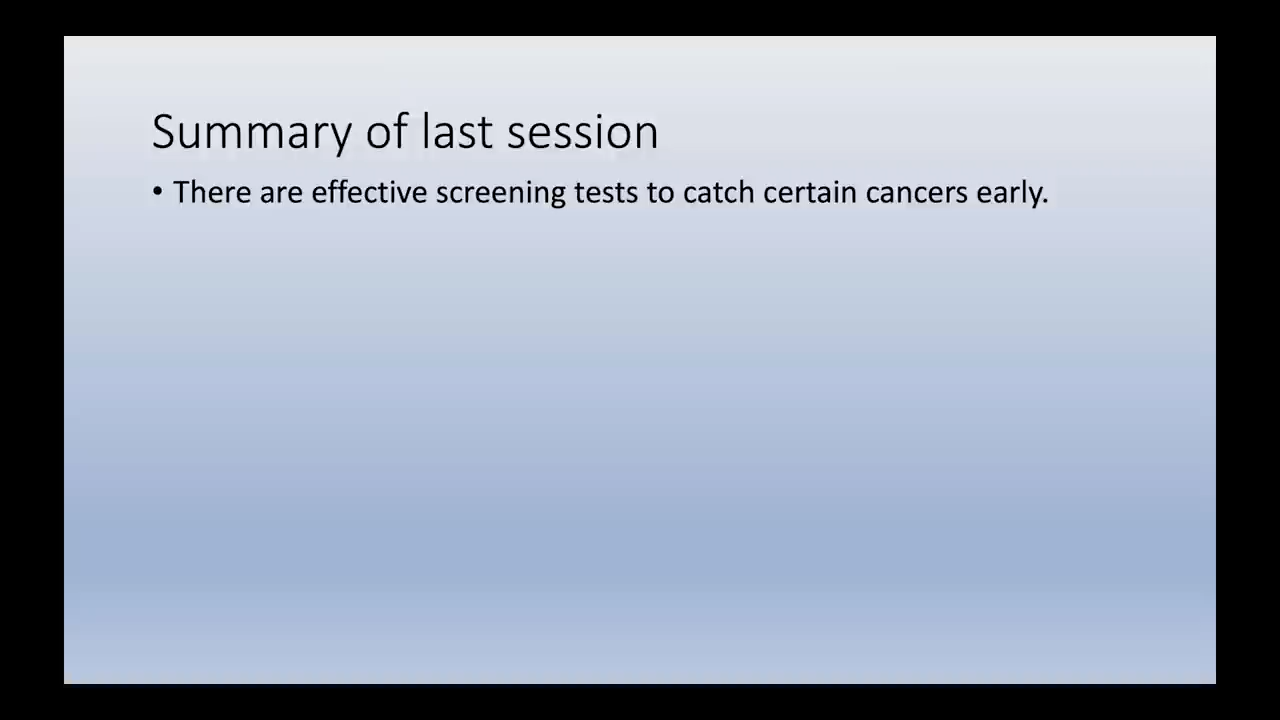 Summary of last session
• There are effective screening tests to catch certain cancers early.